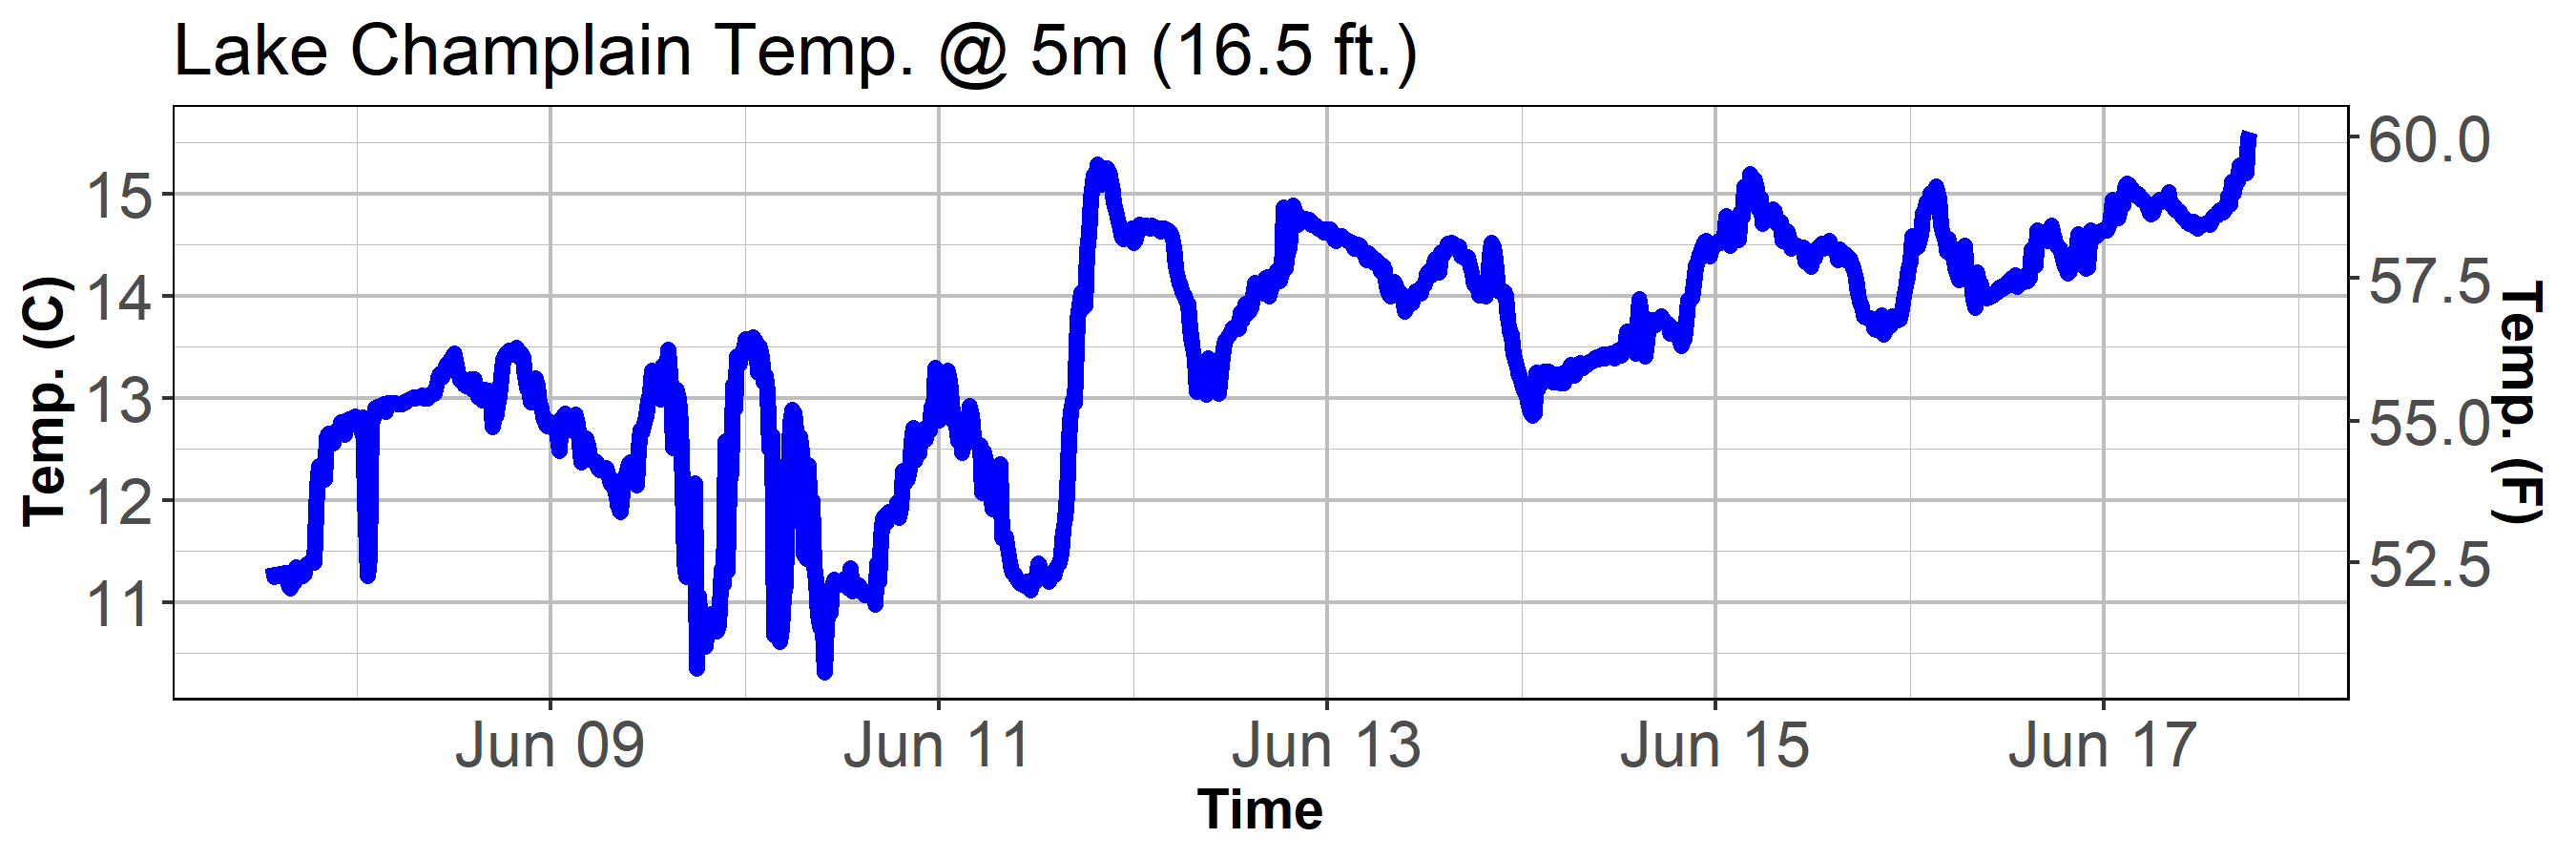 Lake Champlain Temp. @ 5m (16.5 ft.)
Temp. (C)
15
14
13
12
11
60.0
57.5
55.0
52.5
Temp. (F)
Jun 09 Jun 11 Jun 13 Jun 15 Jun 17
Time